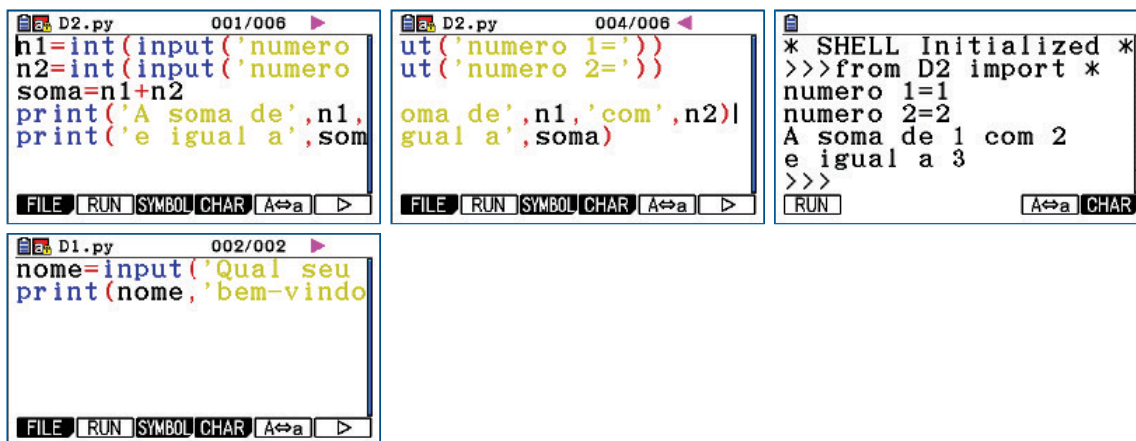 D2.py 001/006
n1=int(input('numero
n2=int(input('numero
soma=n1+n2
print('A soma de',n1,
print('e igual a',som
FILE RUN SYMBOL CHAR A⇔a ▷
D2.py 004/006
ut('numero 1='))
ut('numero 2='))
oma de',n1,'com',n2)
gual a',soma)
FILE RUN SYMBOL CHAR A⇔a ▷
* SHELL Initialized *
>>>from D2 import *
numero 1=1
numero 2=2
A soma de 1 com 2
e igual a 3
>>>
RUN A⇔a CHAR
D1.py 002/002
nome=input('Qual seu
print(nome,'bem-vindo
FILE RUN SYMBOL CHAR A⇔a ▷